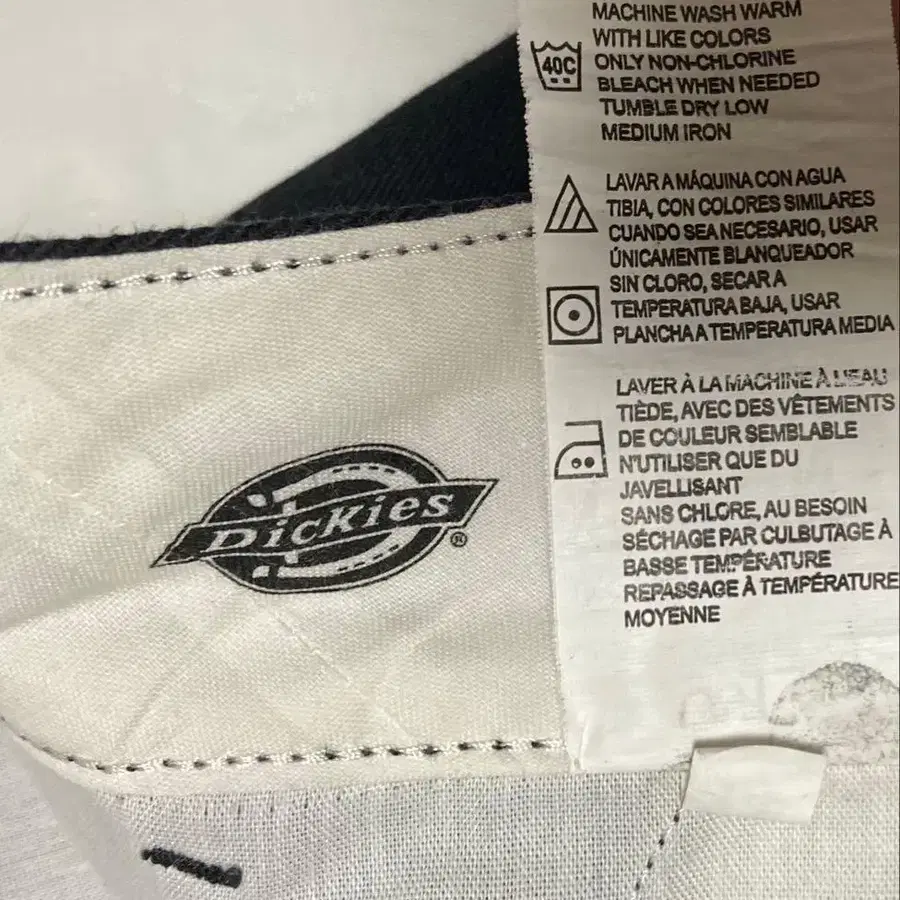 MACHINE WASH WARM
WITH LIKE COLORS
ONLY NON-CHLORINE
BLEACH WHEN NEEDED
TUMBLE DRY LOW
MEDIUM IRON
40C
LAVAR A MÁQUINA CON AGUA
TIBIA, CON COLORES SIMILARES
CUANDO SEA NECESARIO, USAR
ÚNICAMENTE BLANQUEADOR
SIN CLORO, SECAR A
TEMPERATURA BAJA, USAR
PLANCHA A TEMPERATURA MEDIA
LAVER À LA MACHINE À L'EAU
TIÈDE, AVEC DES VÊTEMENTS
DE COULEUR SEMBLABLE
N'UTILISER QUE DU
JAVELLISANT
SANS CHLORE, AU BESOIN
SÉCHAGE PAR CULBUTAGE À
BASSE TEMPÉRATURE
REPASSAGE À TEMPÉRATURE
MOYENNE
Dickies ®